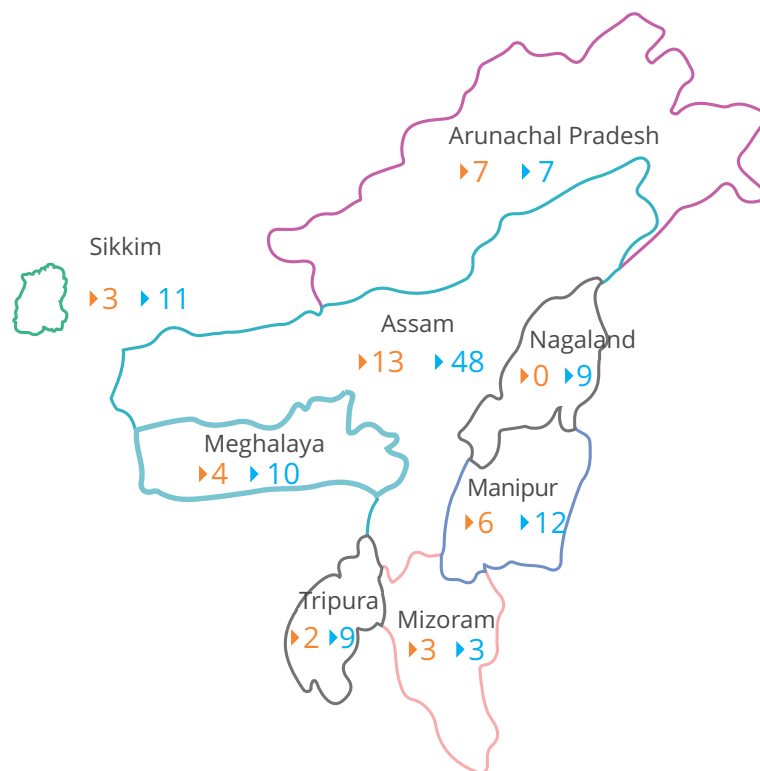 Arunachal Pradesh
7 7
Sikkim
3 11
Assam
13 48
Nagaland
0 9
Meghalaya
4 10
Manipur
6 12
Tripura
2 9
Mizoram
3 3